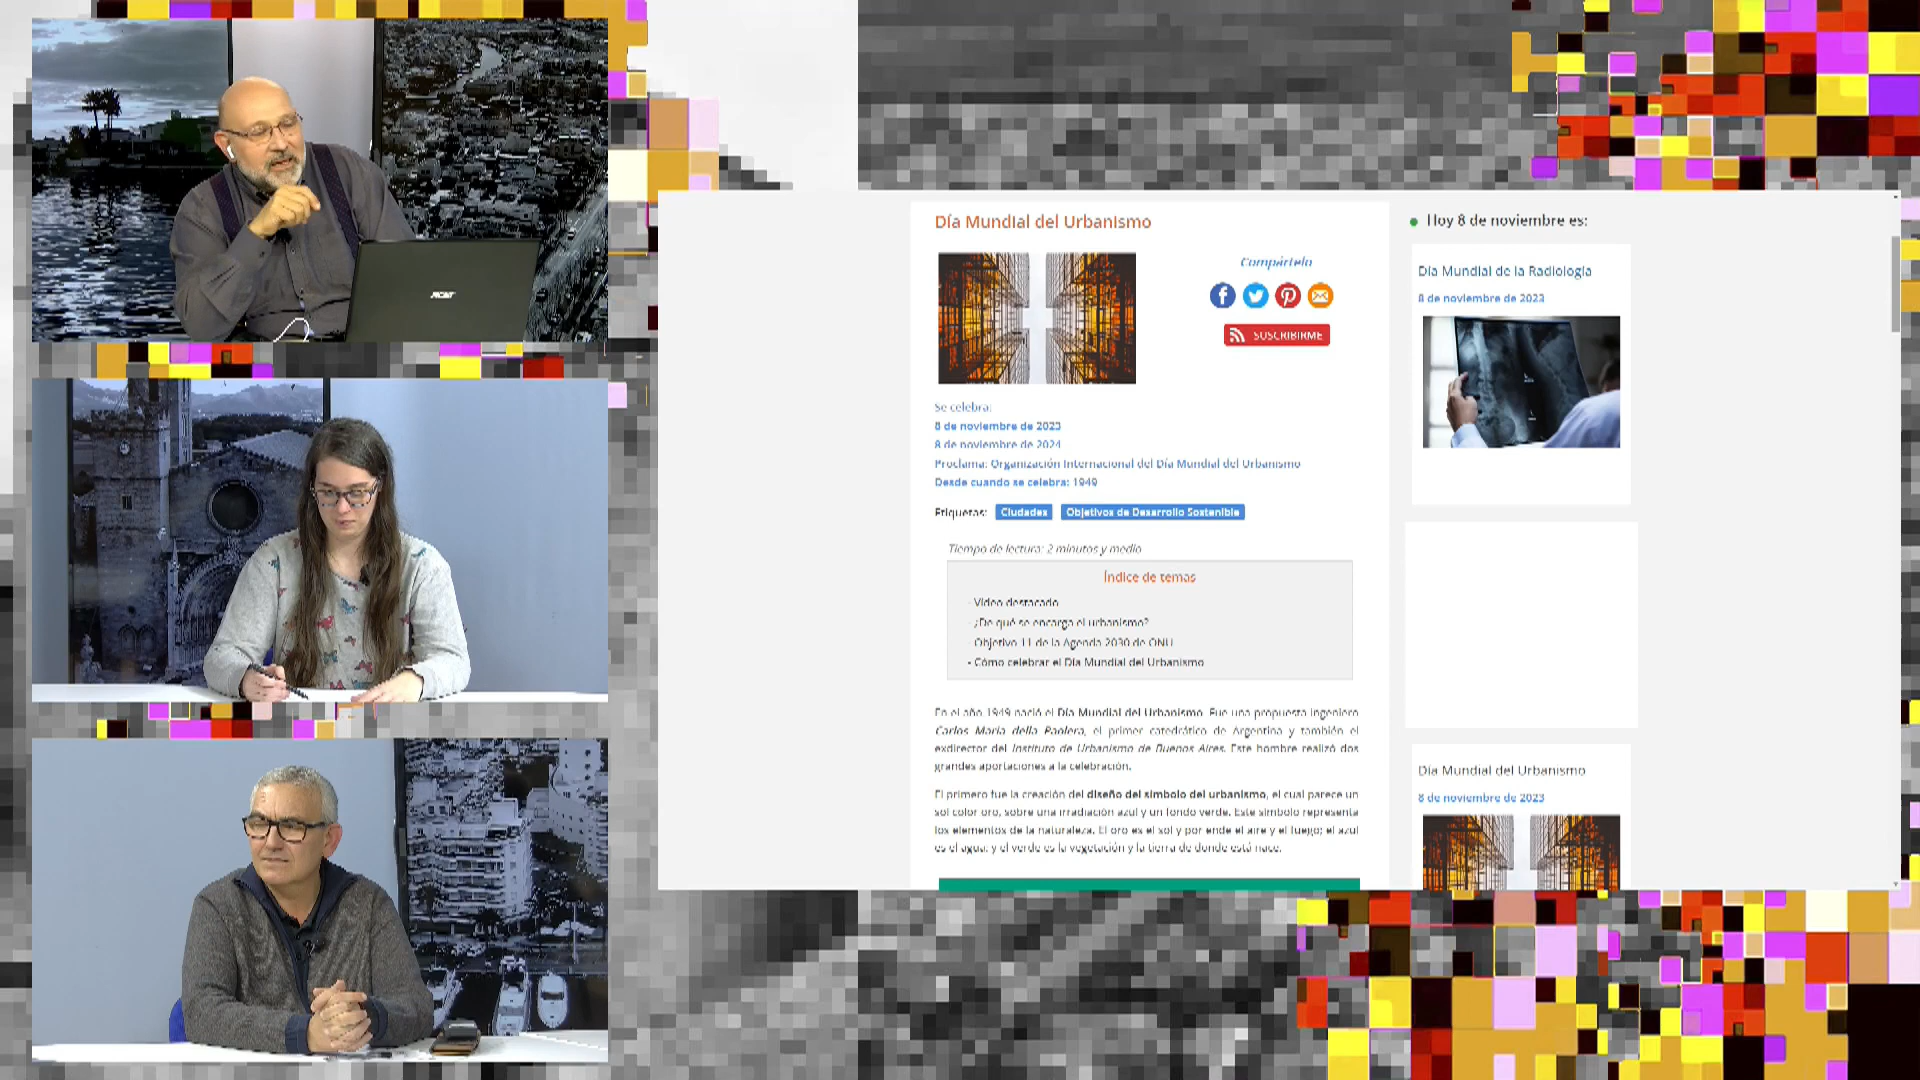 acer
Día Mundial del Urbanismo
Compártelo
SUSCRIBIRME
Se celebra:
8 de noviembre de 2023
8 de noviembre de 2024
Proclama: Organización Internacional del Día Mundial del Urbanismo
Desde cuando se celebra: 1949
Etiquetas: Ciudades Objetivos de Desarrollo Sostenible
Tiempo de lectura: 2 minutos y medio
Índice de temas
- Vídeo destacado
- ¿De qué se encarga el urbanismo?
- Objetivo 11 de la Agenda 2030 de ONU
- Cómo celebrar el Día Mundial del Urbanismo
En el año 1949 nació el Día Mundial del Urbanismo. Fue una propuesta ingeniero
Carlos María della Paolera, el primer catedrático de Argentina y también el
exdirector del Instituto de Urbanismo de Buenos Aires. Este hombre realizó dos
grandes aportaciones a la celebración.
El primero fue la creación del diseño del símbolo del urbanismo, el cual parece un
sol color oro, sobre una irradiación azul y un fondo verde. Este símbolo representa
los elementos de la naturaleza. El oro es el sol y por ende el aire y el fuego; el azul
es el agua; y el verde es la vegetación y la tierra de donde está nace.
Hoy 8 de noviembre es:
Día Mundial de la Radiología
8 de noviembre de 2023
Día Mundial del Urbanismo
8 de noviembre de 2023